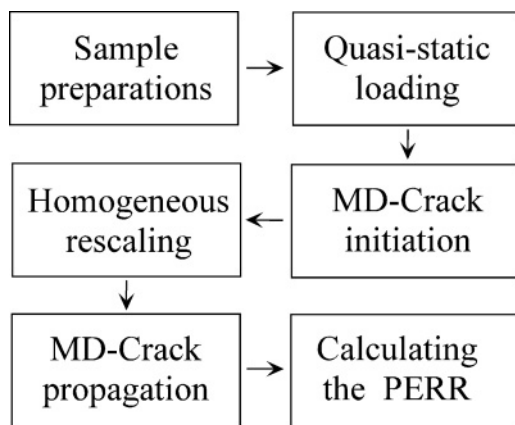 Sample
preparations
Quasi-static
loading
MD-Crack
initiation
Homogeneous
rescaling
MD-Crack
propagation
Calculating
the PERR